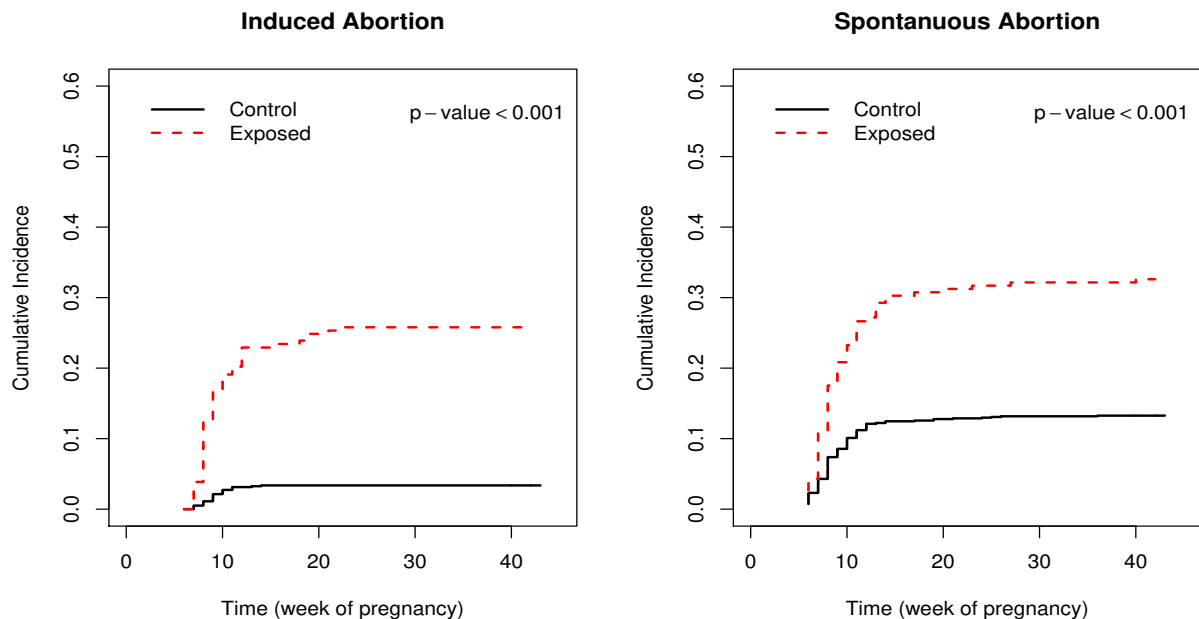 Induced Abortion
Cumulative Incidence
0.6
0.5
0.4
0.3
0.2
0.1
0.0
Control
Exposed
p − value < 0.001
0 10 20 30 40
Time (week of pregnancy)
Spontanuous Abortion
Cumulative Incidence
0.6
0.5
0.4
0.3
0.2
0.1
0.0
Control
Exposed
p − value < 0.001
0 10 20 30 40
Time (week of pregnancy)